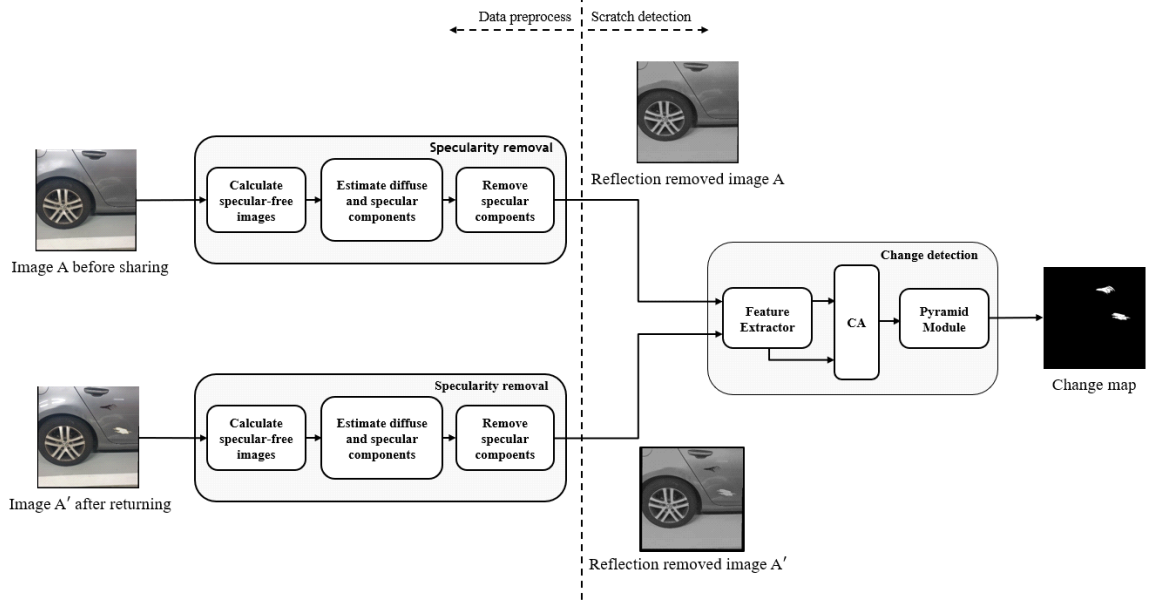 Data preprocess
Scratch detection
Specularity removal
Calculate
specular-free
images
Estimate diffuse
and specular
components
Remove
specular
compoents
Image A before sharing
Reflection removed image A
Change detection
Feature
Extractor
CA
Pyramid
Module
Change map
Specularity removal
Calculate
specular-free
images
Estimate diffuse
and specular
components
Remove
specular
compoents
Image A′ after returning
Reflection removed image A′